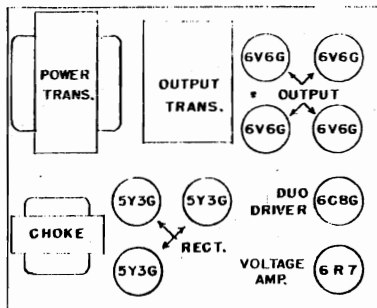 POWER
TRANS.
OUTPUT
TRANS.
6V6G 6V6G
OUTPUT
6V6G 6V6G
CHOKE
5Y3G 5Y3G
RECT.
5Y3G
DUO
DRIVER
6C8G
VOLTAGE
AMP.
6R7